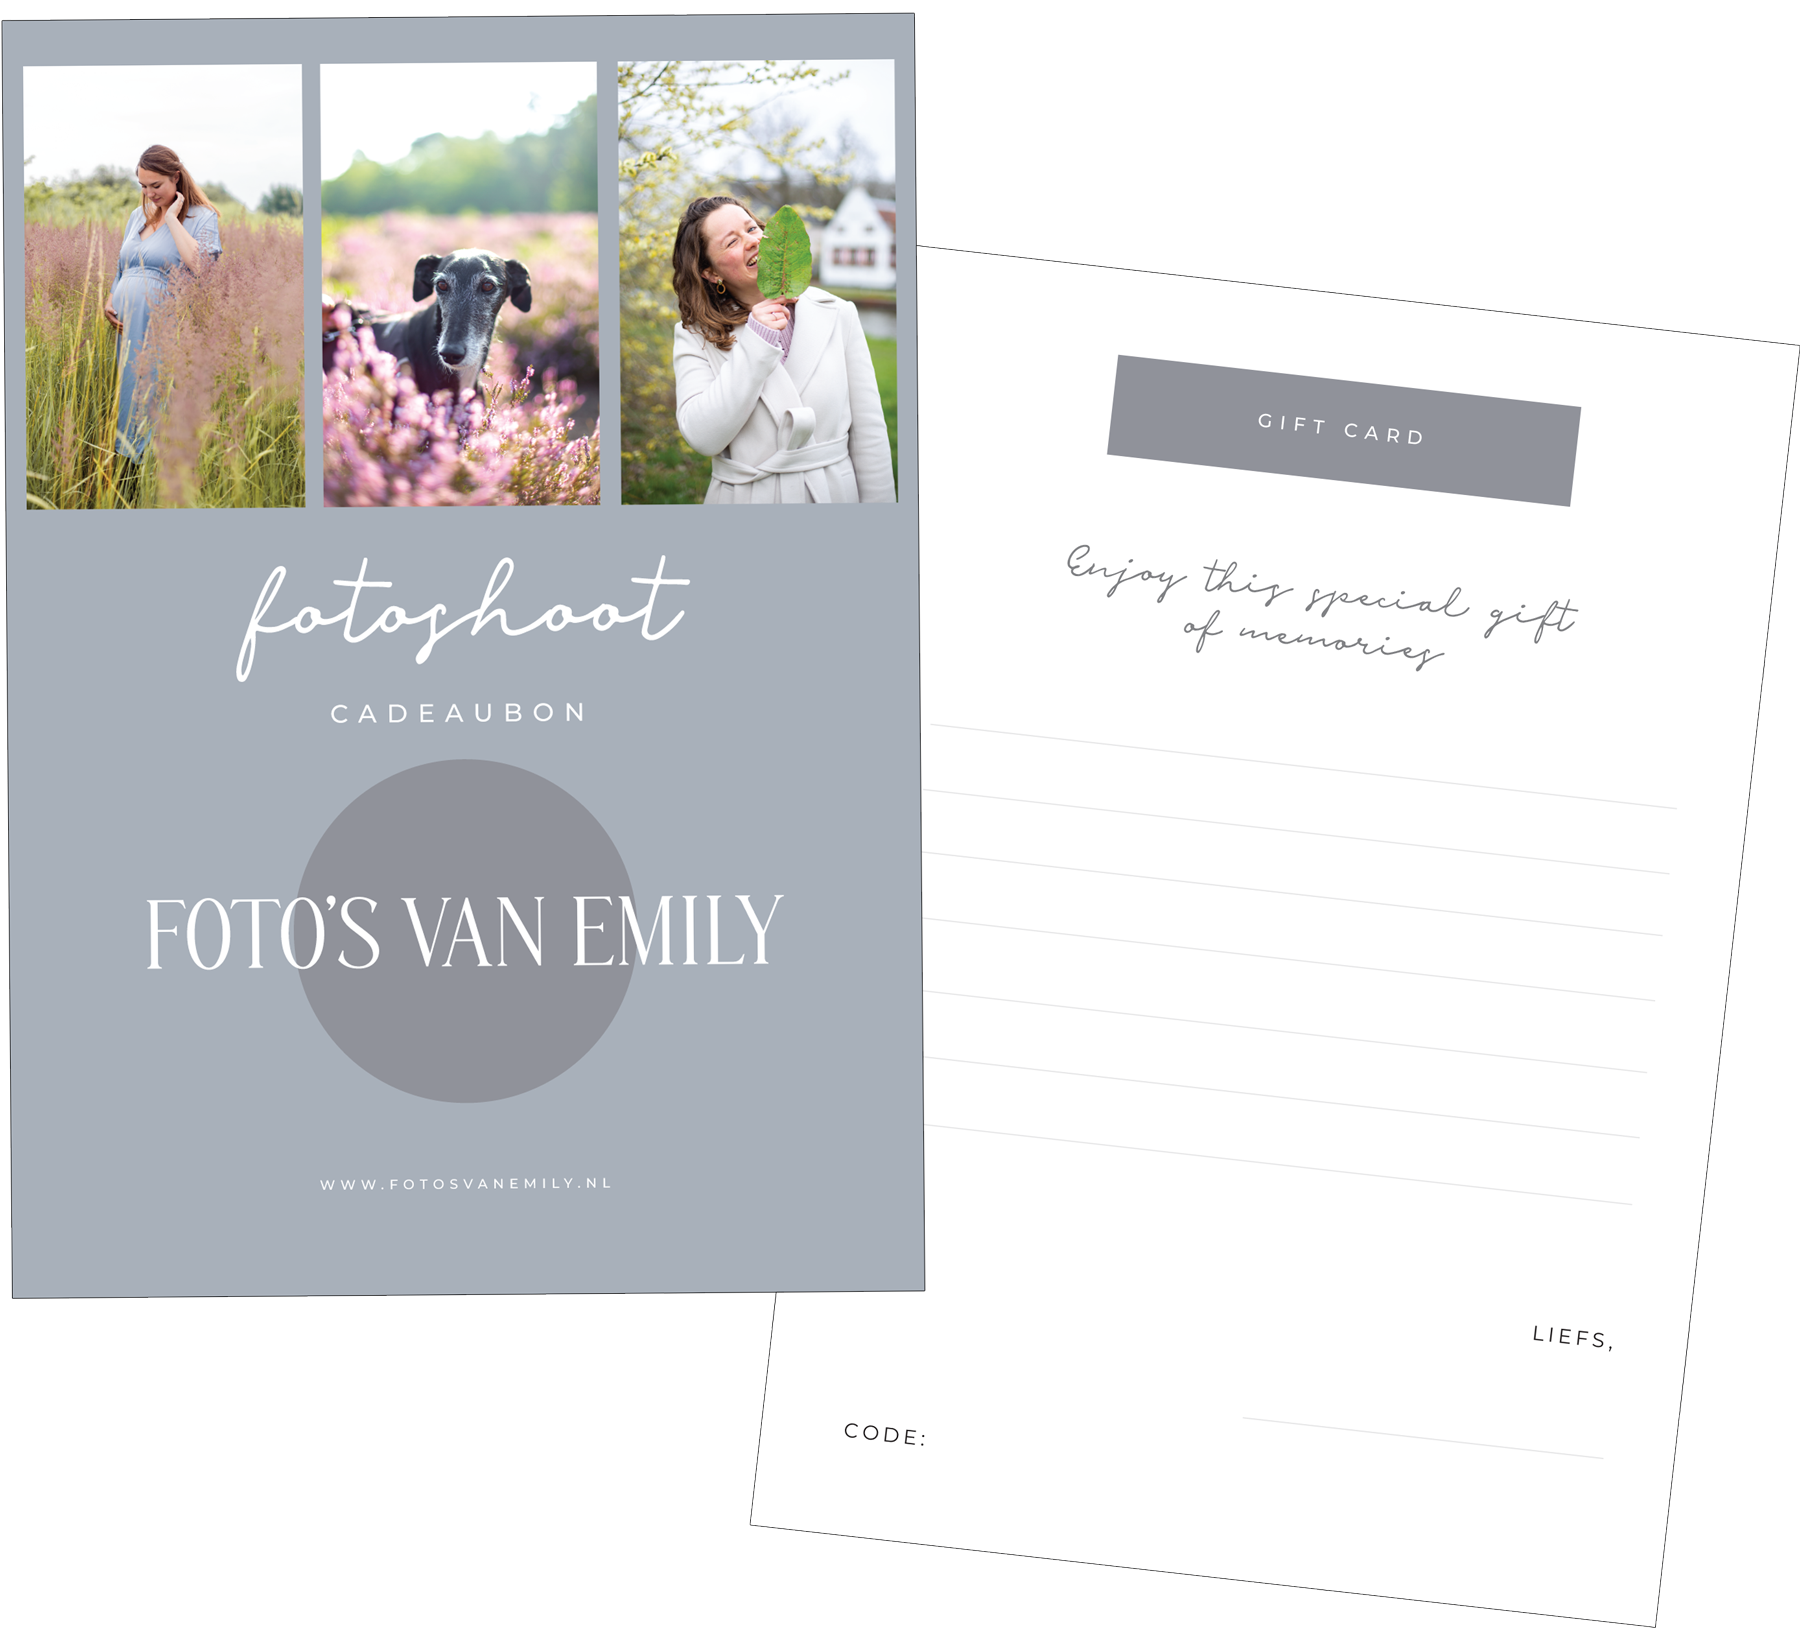 fotoshoot
CADEAUBON
FOTO'S VAN EMILY
WWW.FOTOSVANEMILY.NL
GIFT CARD
Enjoy this special gift
of memories
LIEFS,
CODE: